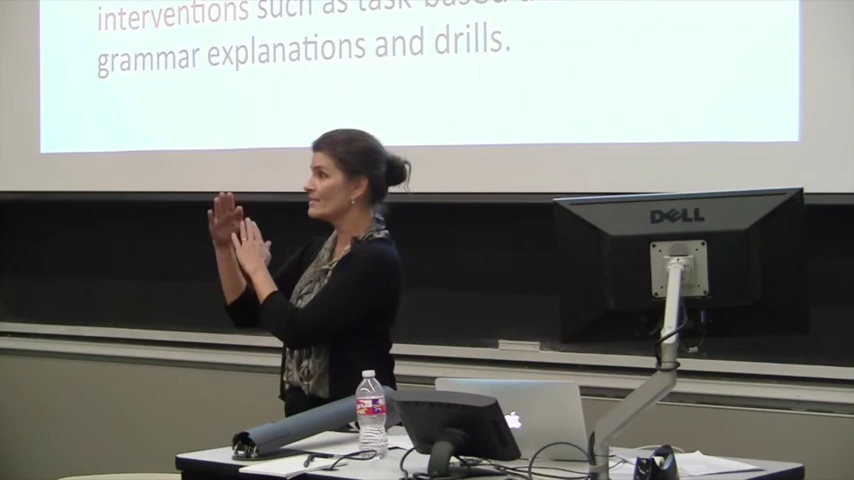 interventions such as task-based
grammar explanations and drills.
DELL